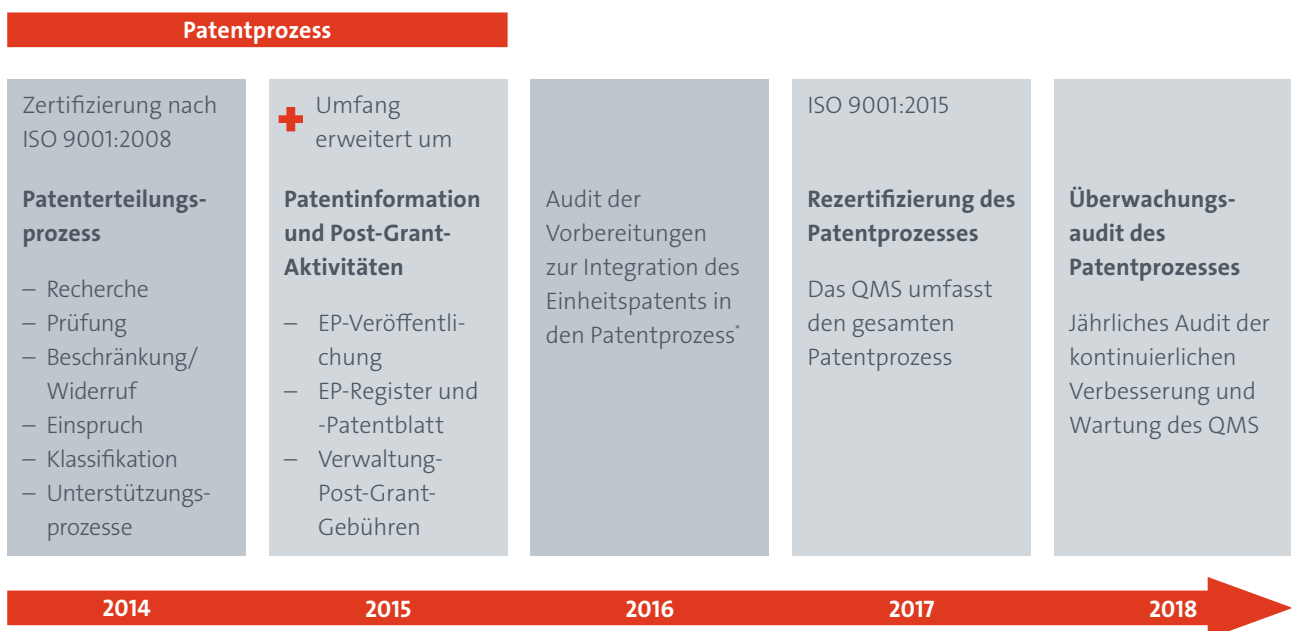 Patentprozess
Zertifizierung nach
ISO 9001:2008
Patenterteilungs-
prozess
– Recherche
– Prüfung
– Beschränkung/
Widerruf
– Einspruch
– Klassifikation
– Unterstützungs-
prozesse
+ Umfang
erweitert um
Patentinformation
und Post-Grant-
Aktivitäten
– EP-Veröffentli-
chung
– EP-Register und
-Patentblatt
– Verwaltung-
Post-Grant-
Gebühren
Audit der
Vorbereitungen
zur Integration des
Einheitspatents in
den Patentprozess*
ISO 9001:2015
Rezertifizierung des
Patentprozesses
Das QMS umfasst
den gesamten
Patentprozess
Überwachungs-
audit des
Patentprozesses
Jährliches Audit der
kontinuierlichen
Verbesserung und
Wartung des QMS
2014
2015
2016
2017
2018